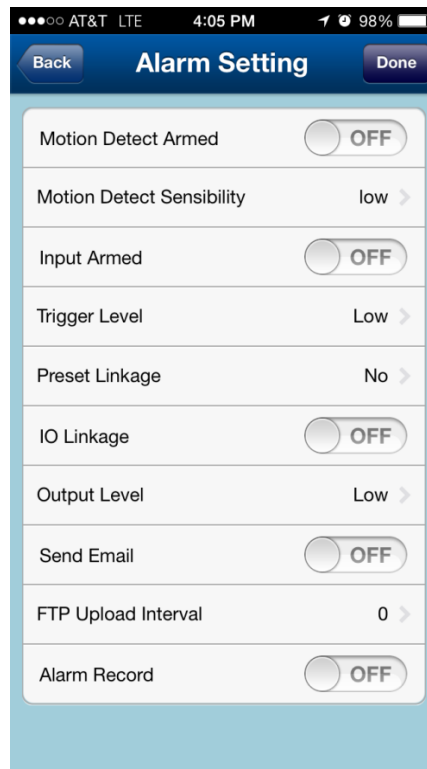 AT&T LTE 4:05 PM 98%
Back Alarm Setting Done
Motion Detect Armed OFF
Motion Detect Sensibility low
Input Armed OFF
Trigger Level Low
Preset Linkage No
IO Linkage OFF
Output Level Low
Send Email OFF
FTP Upload Interval 0
Alarm Record OFF